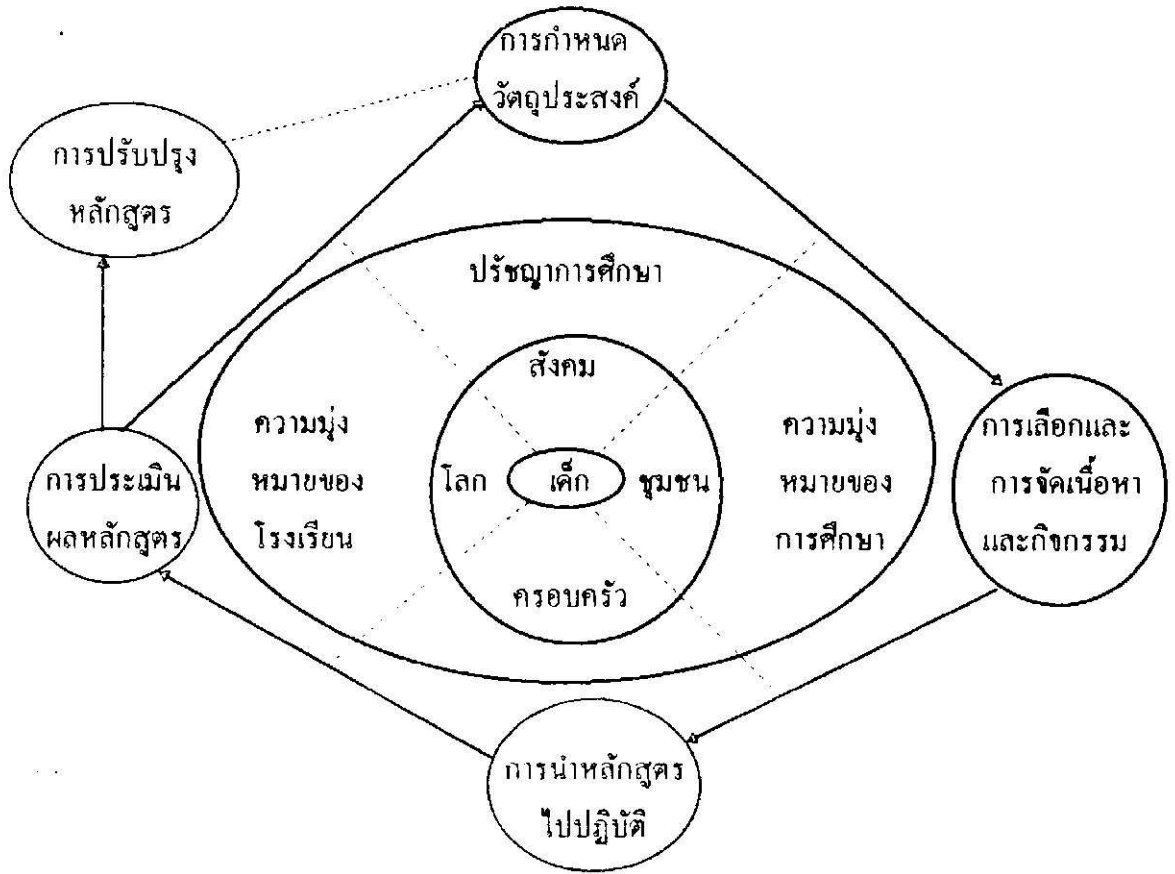 การกำหนด
วัตถุประสงค์
การปรับปรุง
หลักสูตร
ปรัชญาการศึกษา
สังคม
ความมุ่ง
หมายของ
โรงเรียน
โลก
เด็ก
ชุมชน
ครอบครัว
ความมุ่ง
หมายของ
การศึกษา
การเลือกและ
การจัดเนื้อหา
และกิจกรรม
การประเมิน
ผลหลักสูตร
การนำหลักสูตร
ไปปฏิบัติ